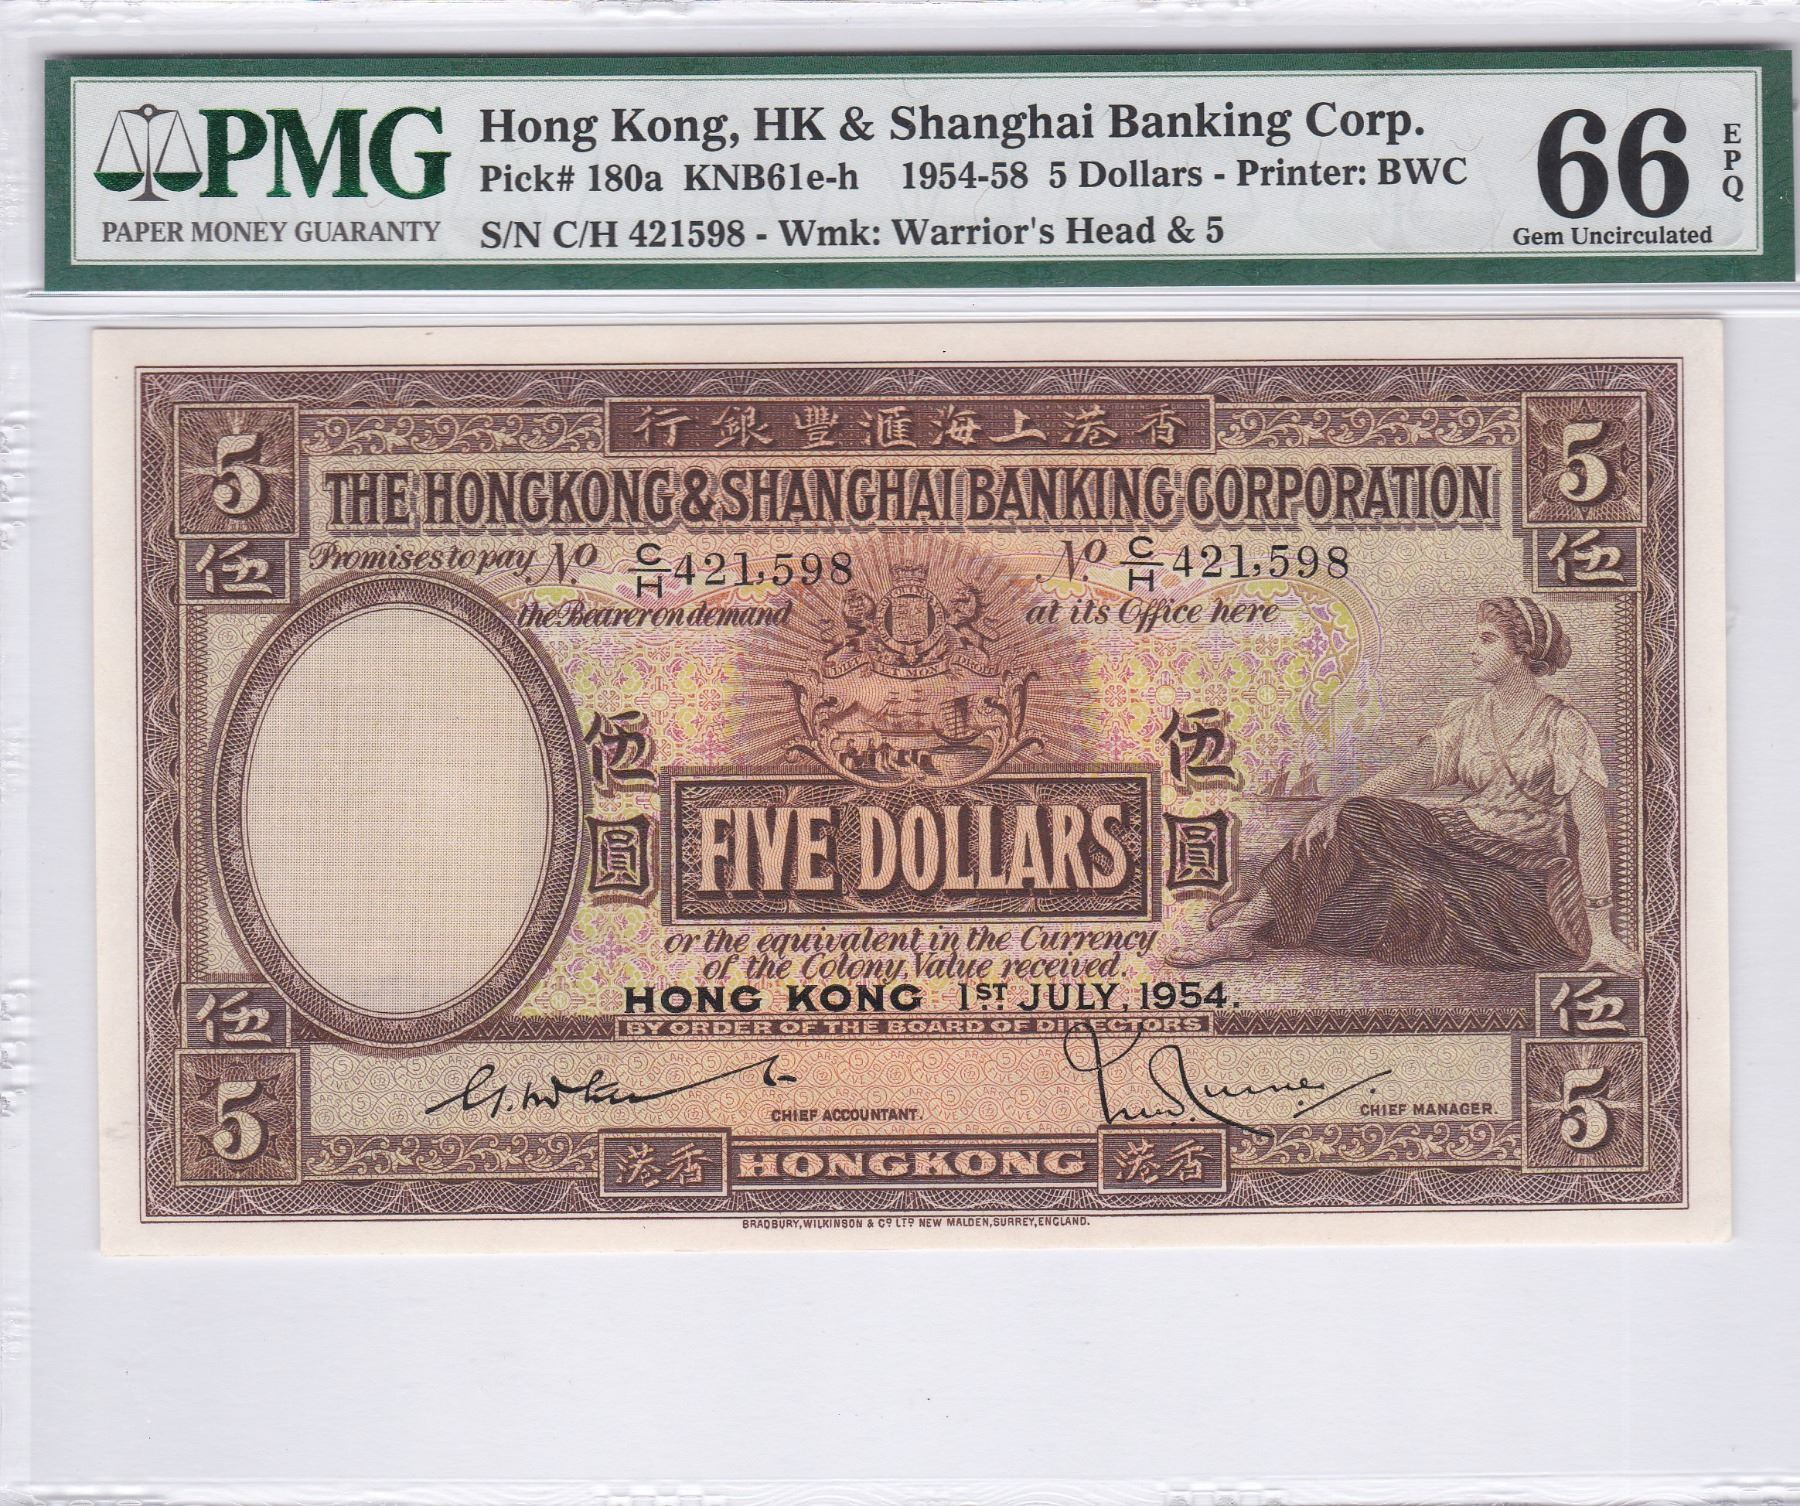 PMG
PAPER MONEY GUARANTY
Hong Kong, HK & Shanghai Banking Corp.
Pick# 180a KNB61e-h 1954-58 5 Dollars - Printer: BWC
S/N C/H 421598 - Wmk: Warrior's Head & 5
66
EPQ
Gem Uncirculated
行銀豐滙海上港香
5 5
THE HONGKONG & SHANGHAI BANKING CORPORATION
伍 伍
Promises to pay No C/H 421,598 No C/H 421,598
the Bearer on demand at its Office here
DIEU ET MON DROIT
伍圓 伍圓
FIVE DOLLARS
or the equivalent in the Currency
of the Colony, Value received.
HONG KONG 1ST JULY, 1954.
伍 伍
BY ORDER OF THE BOARD OF DIRECTORS
5 5
CHIEF ACCOUNTANT. CHIEF MANAGER.
港香 HONGKONG 港香
BRADBURY, WILKINSON & Co LTD NEW MALDEN, SURREY, ENGLAND.